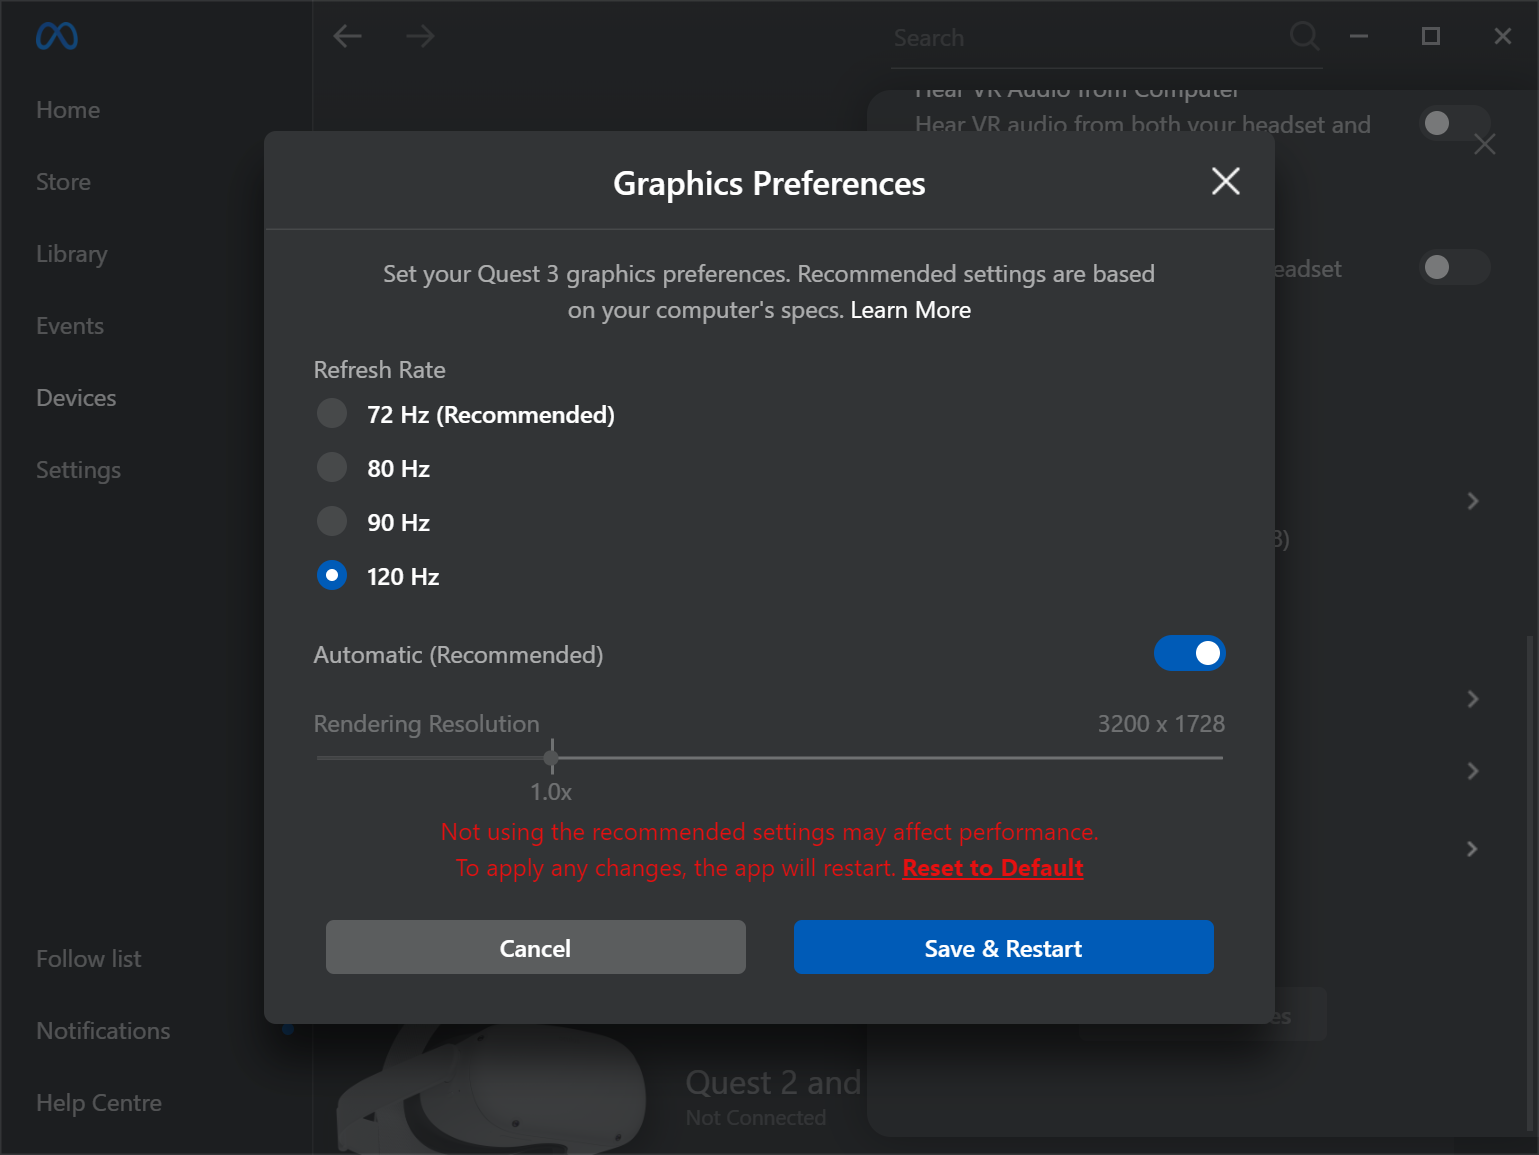 Search
Home
Store
Library
Events
Devices
Settings
Follow list
Notifications
Help Centre
Hear VR Audio from Computer
Hear VR audio from both your headset and
Graphics Preferences
Set your Quest 3 graphics preferences. Recommended settings are based
on your computer's specs. Learn More
Refresh Rate
72 Hz (Recommended)
80 Hz
90 Hz
120 Hz
Automatic (Recommended)
Rendering Resolution 3200 x 1728
1.0x
Not using the recommended settings may affect performance.
To apply any changes, the app will restart. Reset to Default
Cancel Save & Restart
Quest 2 and
Not Connected